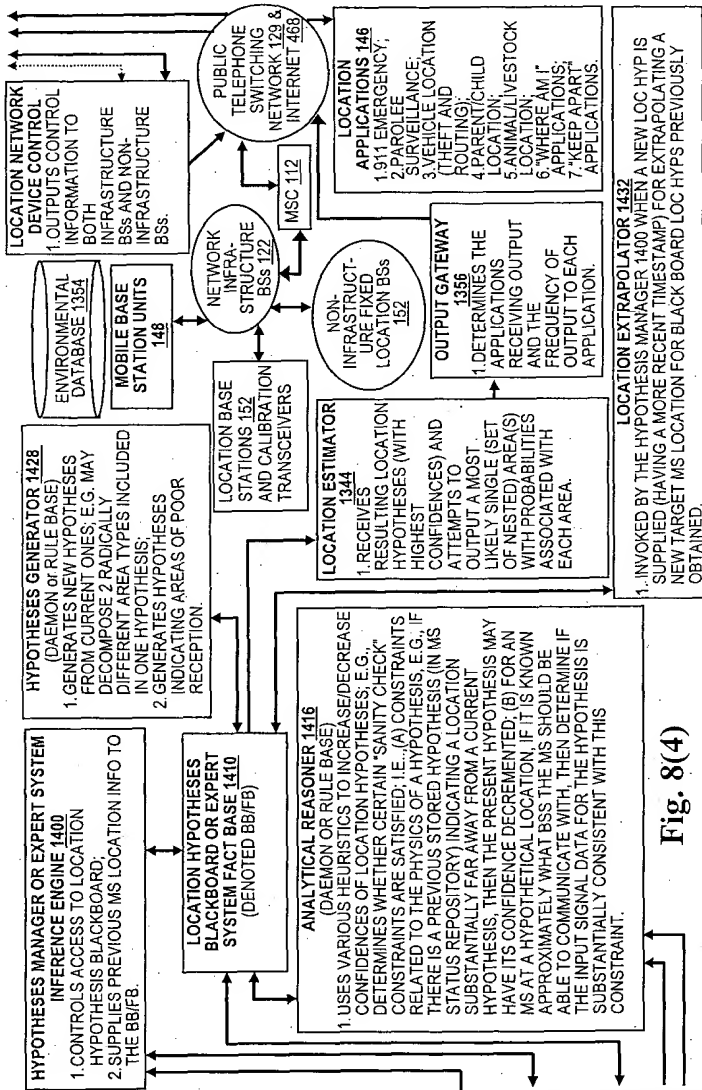 HYPOTHESES MANAGER OR EXPERT SYSTEM
INFERENCE ENGINE 1400
1. CONTROLS ACCESS TO LOCATION
HYPOTHESIS BLACKBOARD;
2. SUPPLIES PREVIOUS MS LOCATION INFO TO
THE BB/FB.
HYPOTHESES GENERATOR 1428
(DAEMON or RULE BASE)
1. GENERATES NEW HYPOTHESES
FROM CURRENT ONES; E.G. MAY
DECOMPOSE 2 RADICALLY
DIFFERENT AREA TYPES INCLUDED
IN ONE HYPOTHESIS;
2. GENERATES HYPOTHESES
INDICATING AREAS OF POOR
RECEPTION.
ENVIRONMENTAL
DATABASE 1354
MOBILE BASE
STATION UNITS
148
LOCATION NETWORK
DEVICE CONTROL
1. OUTPUTS CONTROL
INFORMATION TO
BOTH
INFRASTRUCTURE
BSs AND NON-
INFRASTRUCTURE
BSs.
LOCATION HYPOTHESES
BLACKBOARD OR EXPERT
SYSTEM FACT BASE 1410
(DENOTED BB/FB)
LOCATION BASE
STATIONS 152
AND CALIBRATION
TRANSCEIVERS
NETWORK
INFRA-
STRUCTURE
BSs 122
MSC 112
PUBLIC
TELEPHONE
SWITCHING
NETWORK 129 &
INTERNET 468
NON-
INFRASTRUCT-
URE FIXED
LOCATION BSs
152
ANALYTICAL REASONER 1416
(DAEMON OR RULE BASE)
1. USES VARIOUS HEURISTICS TO INCREASE/DECREASE
CONFIDENCES OF LOCATION HYPOTHESES; E.G.,
DETERMINES WHETHER CERTAIN "SANITY CHECK"
CONSTRAINTS ARE SATISFIED; I.E., (A) CONSTRAINTS
RELATED TO THE PHYSICS OF A HYPOTHESIS, E.G., IF
THERE IS A PREVIOUS STORED HYPOTHESIS (IN MS
STATUS REPOSITORY) INDICATING A LOCATION
SUBSTANTIALLY FAR AWAY FROM A CURRENT
HYPOTHESIS, THEN THE PRESENT HYPOTHESIS MAY
HAVE ITS CONFIDENCE DECREMENTED; (B) FOR AN
MS AT A HYPOTHETICAL LOCATION, IF IT IS KNOWN
APPROXIMATELY WHAT BSS THE MS SHOULD BE
ABLE TO COMMUNICATE WITH, THEN DETERMINE IF
THE INPUT SIGNAL DATA FOR THE HYPOTHESIS IS
SUBSTANTIALLY CONSISTENT WITH THIS
CONSTRAINT.
LOCATION ESTIMATOR
1344
1. RECEIVES
RESULTING LOCATION
HYPOTHESES (WITH
HIGHEST
CONFIDENCES) AND
ATTEMPTS TO
OUTPUT A MOST
LIKELY SINGLE (SET
OF NESTED) AREA(S)
WITH PROBABILITIES
ASSOCIATED WITH
EACH AREA.
OUTPUT GATEWAY
1356
1. DETERMINES THE
APPLICATIONS
RECEIVING OUTPUT
AND THE
FREQUENCY OF
OUTPUT TO EACH
APPLICATION.
LOCATION
APPLICATIONS 146
1. 911 EMERGENCY;
2. PAROLEE
SURVEILLANCE;
3. VEHICLE LOCATION
(THEFT AND
ROUTING);
4. PARENT/CHILD
LOCATION;
5. ANIMAL/LIVESTOCK
LOCATION;
6. "WHERE AM I"
APPLICATIONS;
7. "KEEP APART"
APPLICATIONS.
LOCATION EXTRAPOLATOR 1432
1. INVOKED BY THE HYPOTHESIS MANAGER 1400 WHEN A NEW LOC HYP IS
SUPPLIED (HAVING A MORE RECENT TIMESTAMP) FOR EXTRAPOLATING A
NEW TARGET MS LOCATION FOR BLACK BOARD LOC HYPS PREVIOUSLY
OBTAINED.
Fig. 8(4)